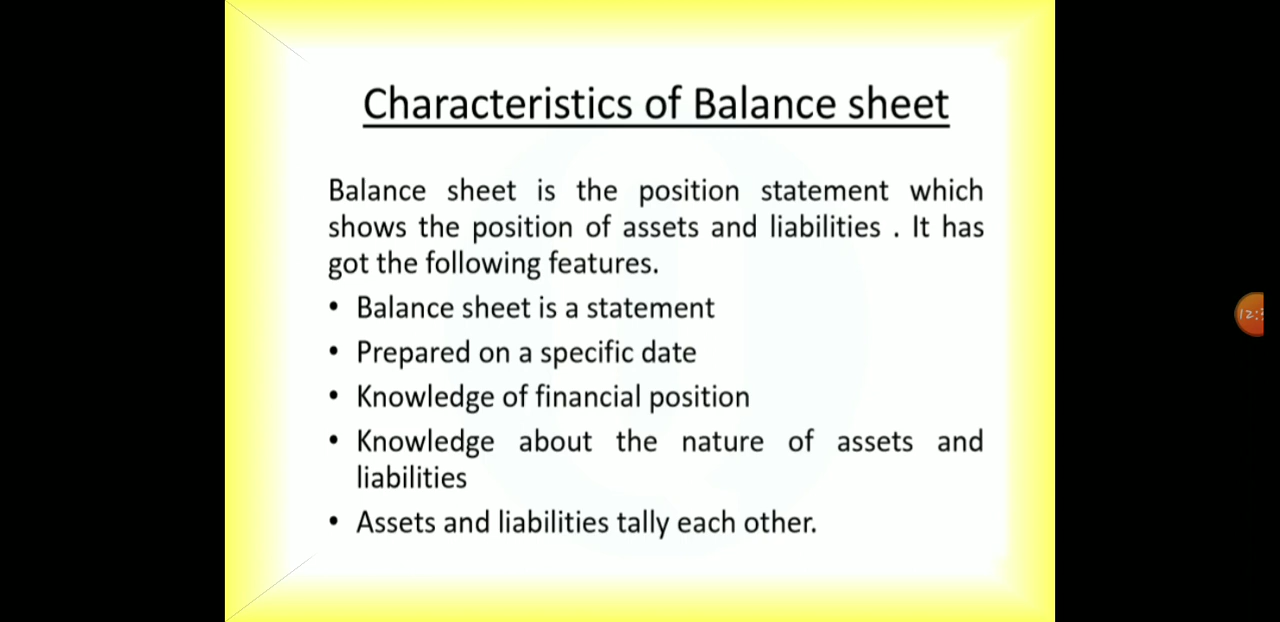 Characteristics of Balance sheet
Balance sheet is the position statement which
shows the position of assets and liabilities . It has
got the following features.
• Balance sheet is a statement
• Prepared on a specific date
• Knowledge of financial position
• Knowledge about the nature of assets and
liabilities
• Assets and liabilities tally each other.